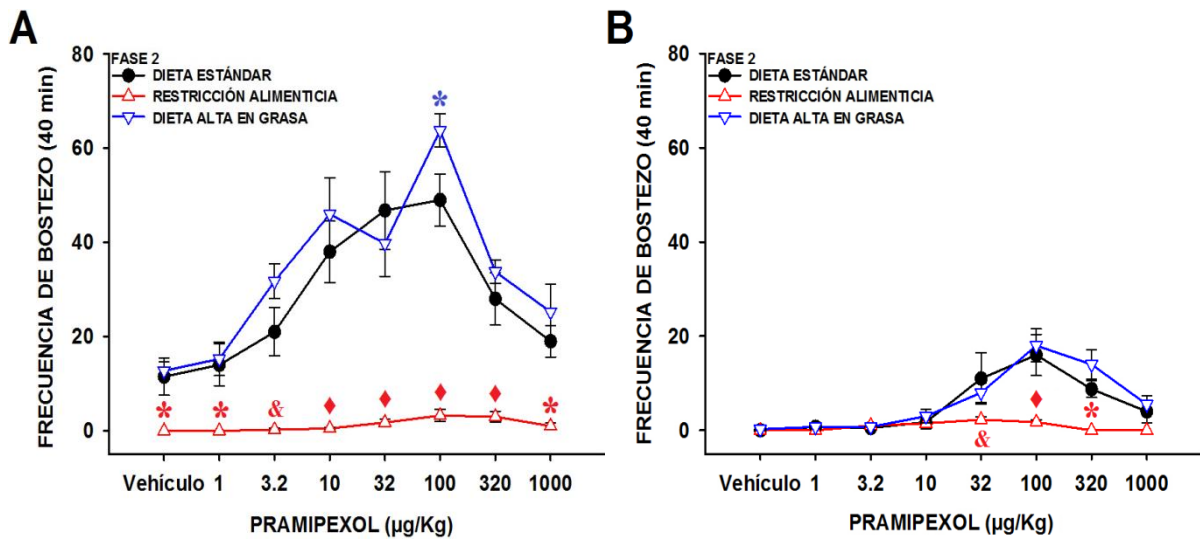 A
FRECUENCIA DE BOSTEZO (40 min)
80
60
40
20
0
FASE 2
DIETA ESTÁNDAR
RESTRICCIÓN ALIMENTICIA
DIETA ALTA EN GRASA
*
* * & ♦ ♦ ♦ ♦ *
Vehículo 1 3.2 10 32 100 320 1000
PRAMIPEXOL (µg/Kg)
B
FRECUENCIA DE BOSTEZO (40 min)
80
60
40
20
0
FASE 2
DIETA ESTÁNDAR
RESTRICCIÓN ALIMENTICIA
DIETA ALTA EN GRASA
♦ *
&
Vehículo 1 3.2 10 32 100 320 1000
PRAMIPEXOL (µg/Kg)